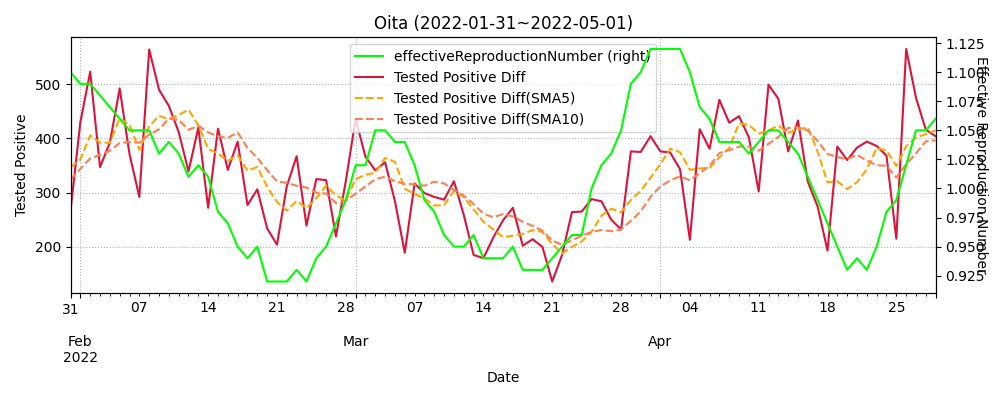 Oita (2022-01-31~2022-05-01)
effectiveReproductionNumber (right)
Tested Positive Diff
Tested Positive Diff(SMA5)
Tested Positive Diff(SMA10)
Tested Positive
500
400
300
200
1.125
1.100
1.075
1.050
1.025
1.000
0.975
0.950
0.925
Effective Reproduction Number
31 07 14 21 28 07 14 21 28 04 11 18 25
Feb Mar Apr
2022
Date